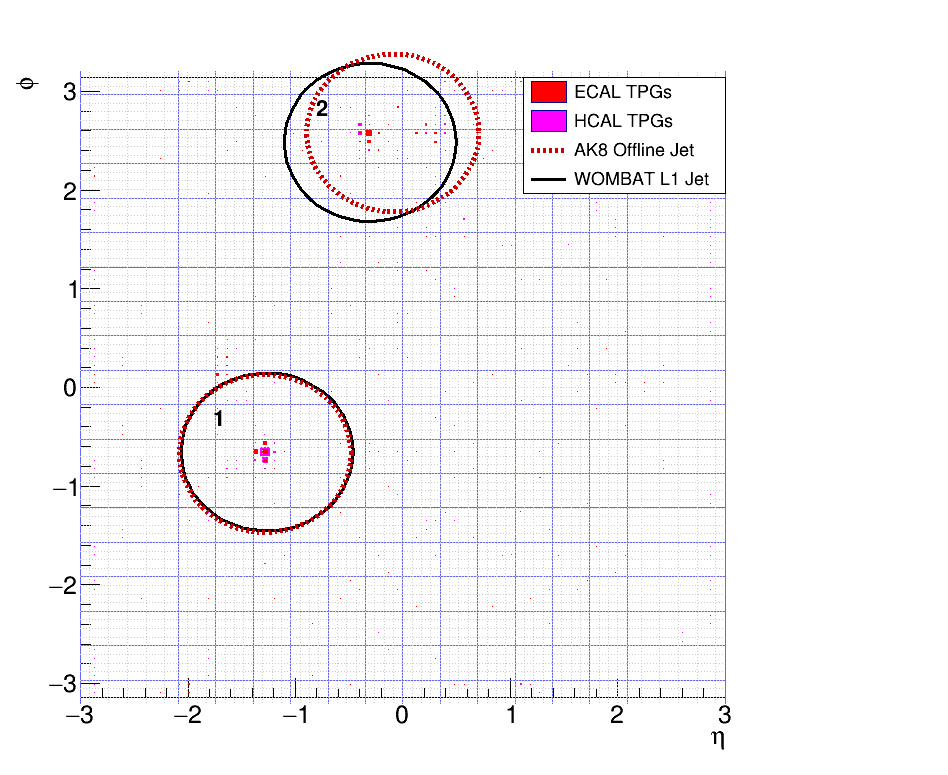 ϕ
3
2
1
0
−1
−2
−3
2
1
ECAL TPGs
HCAL TPGs
AK8 Offline Jet
WOMBAT L1 Jet
−3 −2 −1 0 1 2 3
η